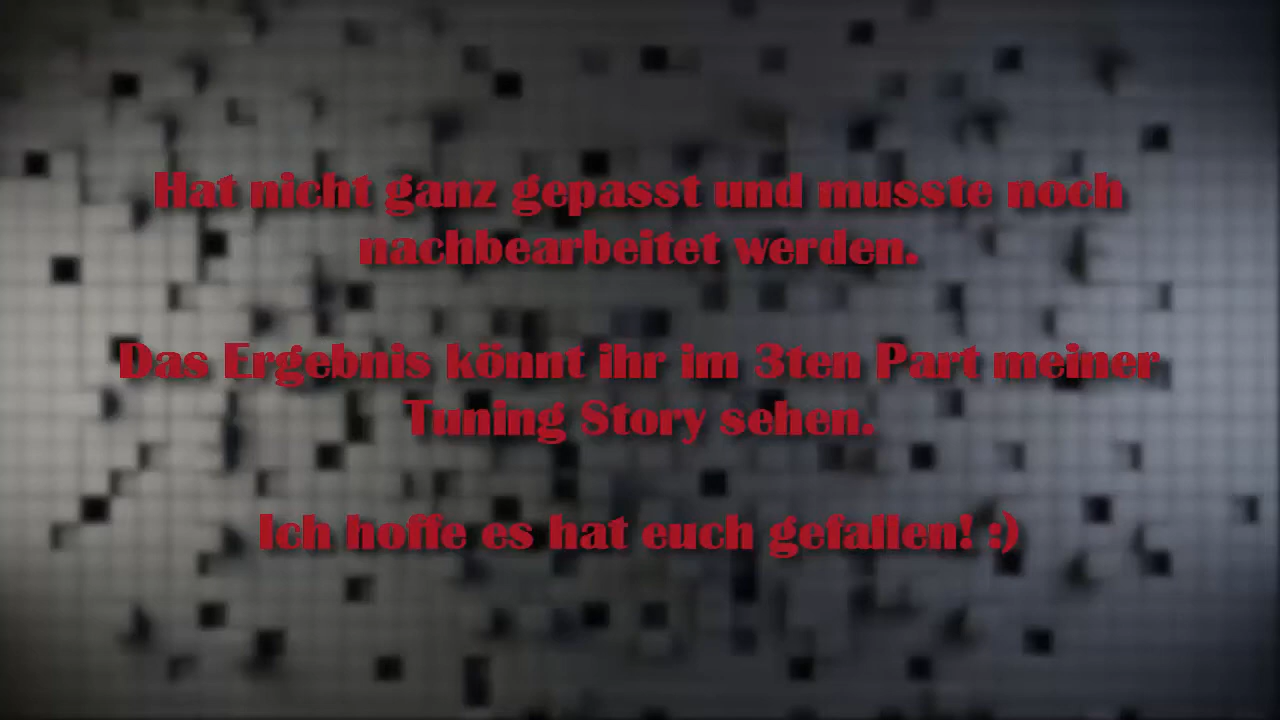 Hat nicht ganz gepasst und musste noch
nachbearbeitet werden.
Das Ergebnis könnt ihr im 3ten Part meiner
Tuning Story sehen.
Ich hoffe es hat euch gefallen! :)